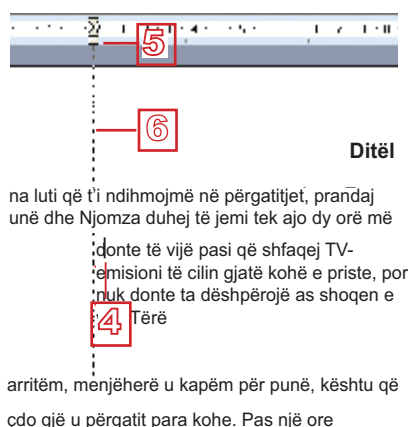 5
6
Ditël
na luti që t'i ndihmojmë në përgatitjet, prandaj
unë dhe Njomza duhej të jemi tek ajo dy orë më
donte të vijë pasi që shfaqej TV-
emisioni të cilin gjatë kohë e priste, por
nuk donte ta dëshpërojë as shoqen e
4 Tërë
arritëm, menjëherë u kapëm për punë, kështu që
çdo gjë u përgatit para kohe. Pas një ore